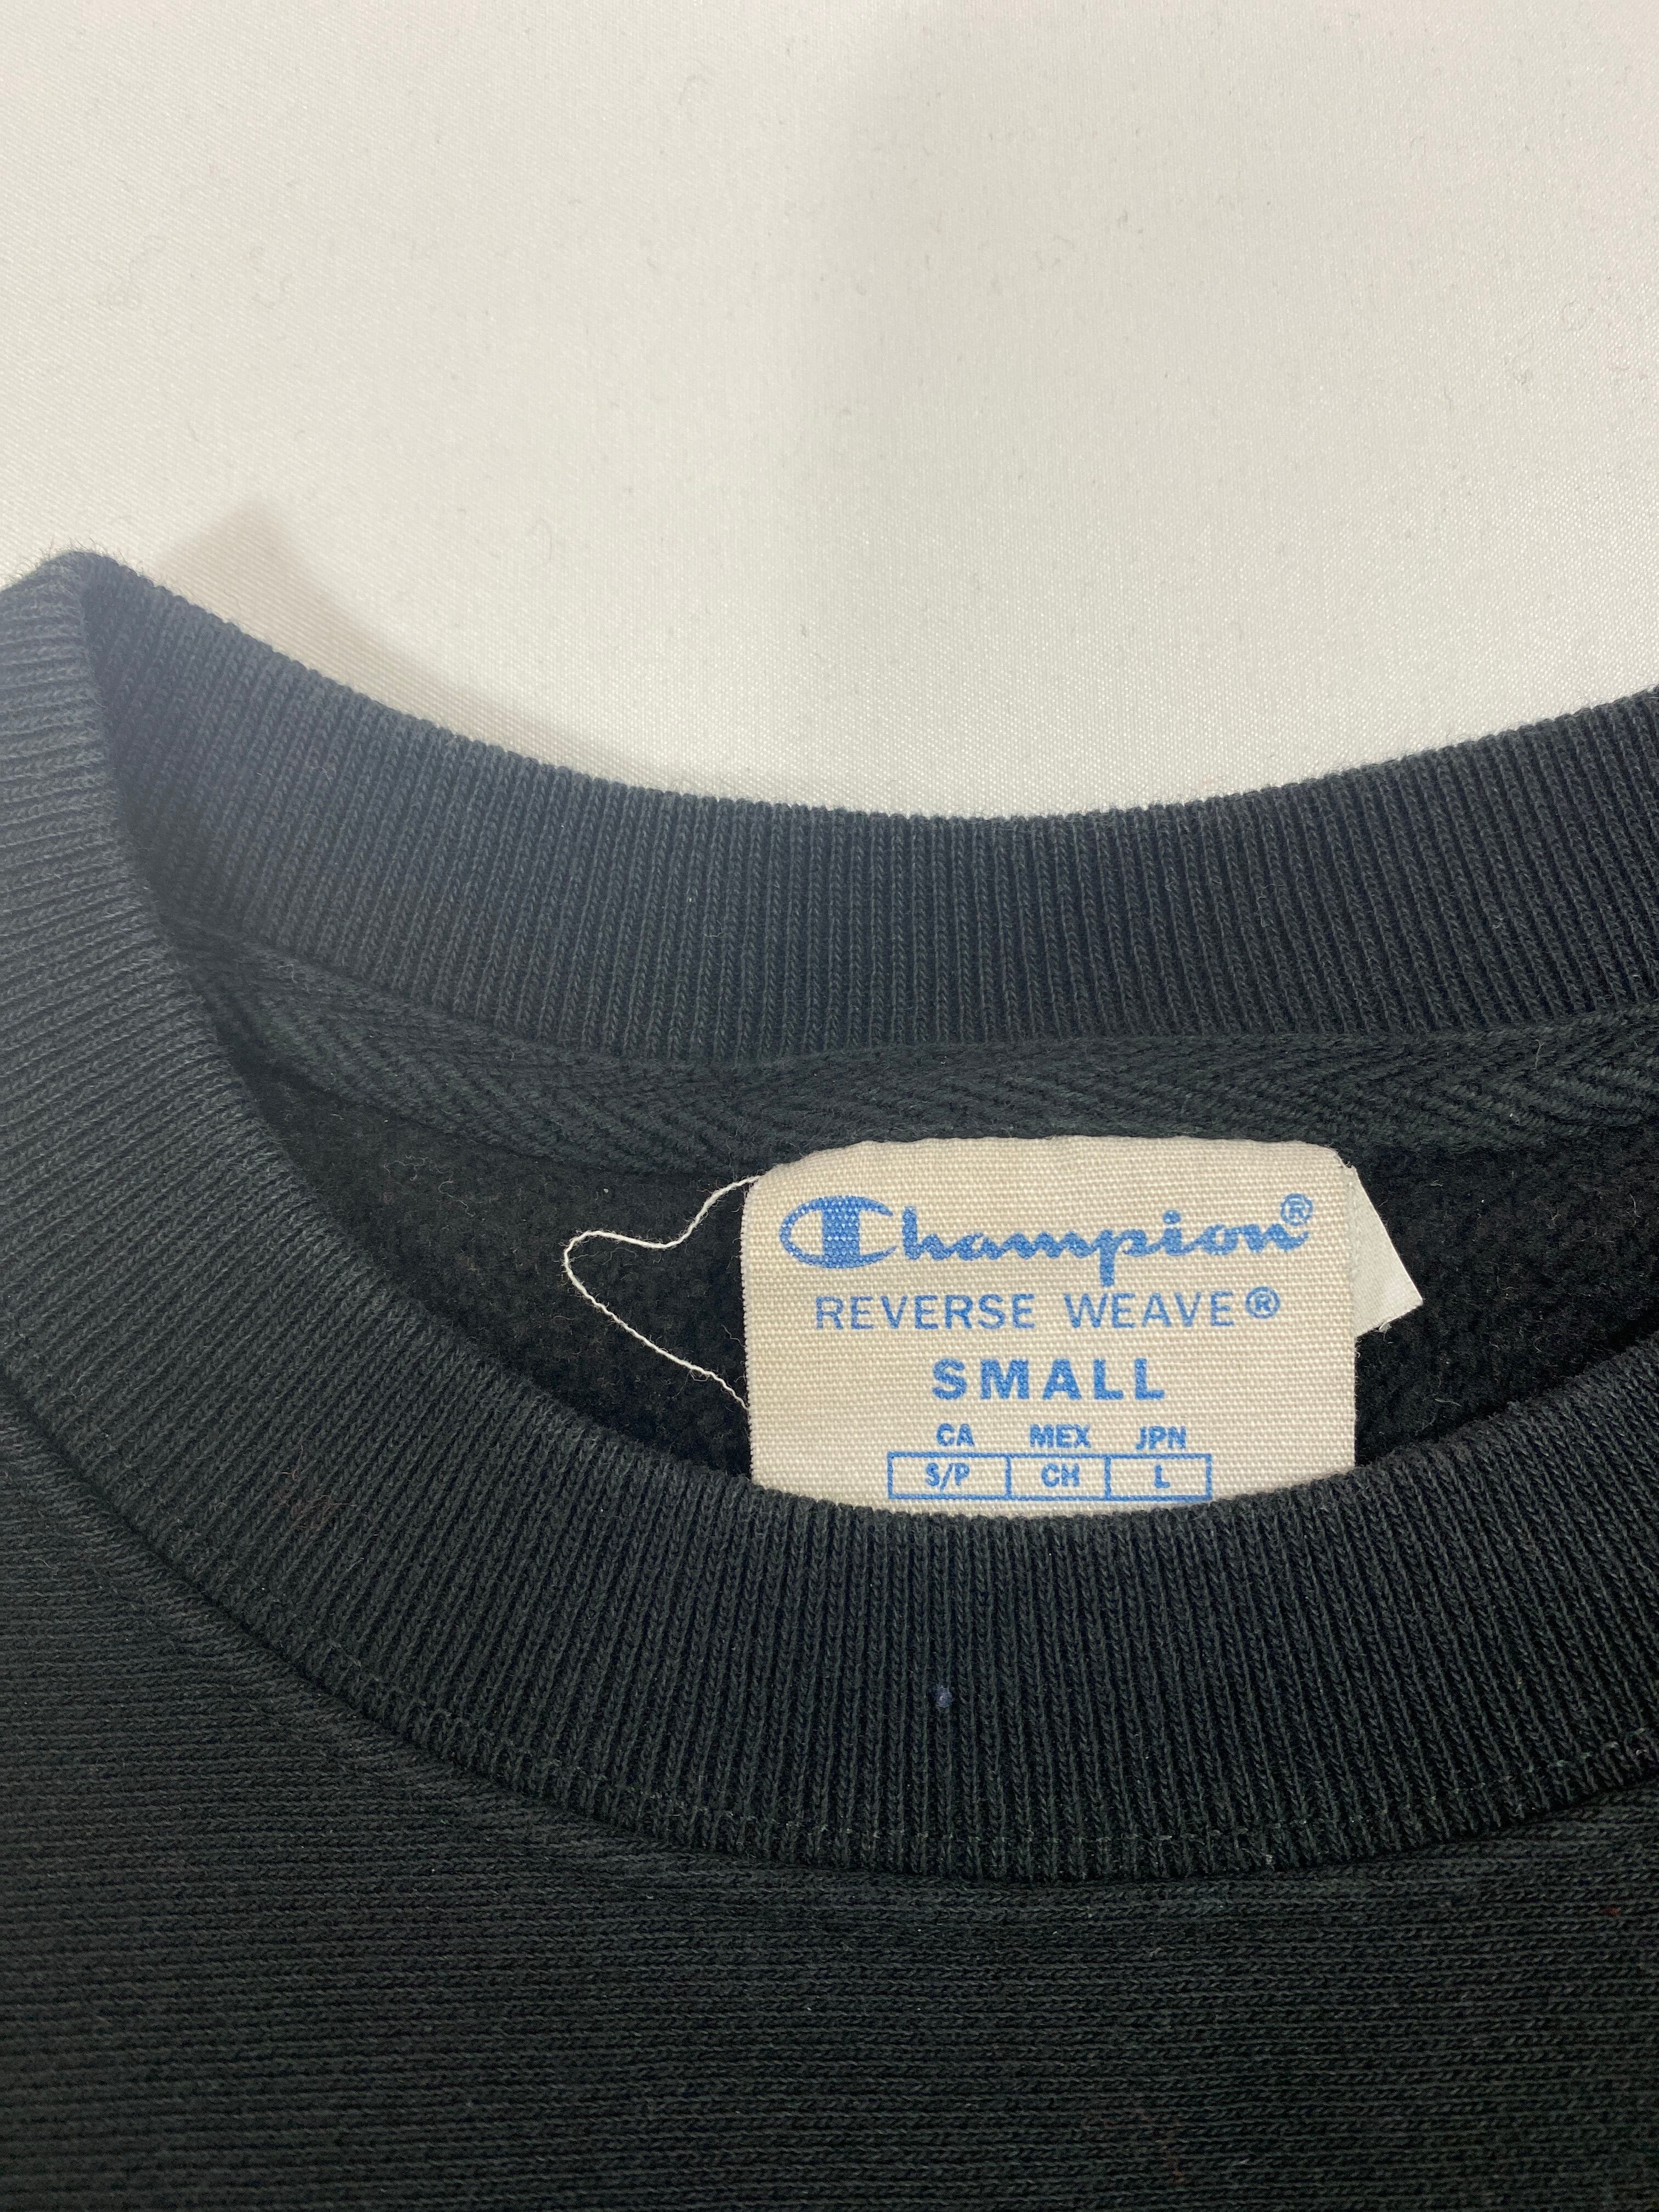 Champion®
REVERSE WEAVE®
SMALL
CA MEX JPN
S/P CH L